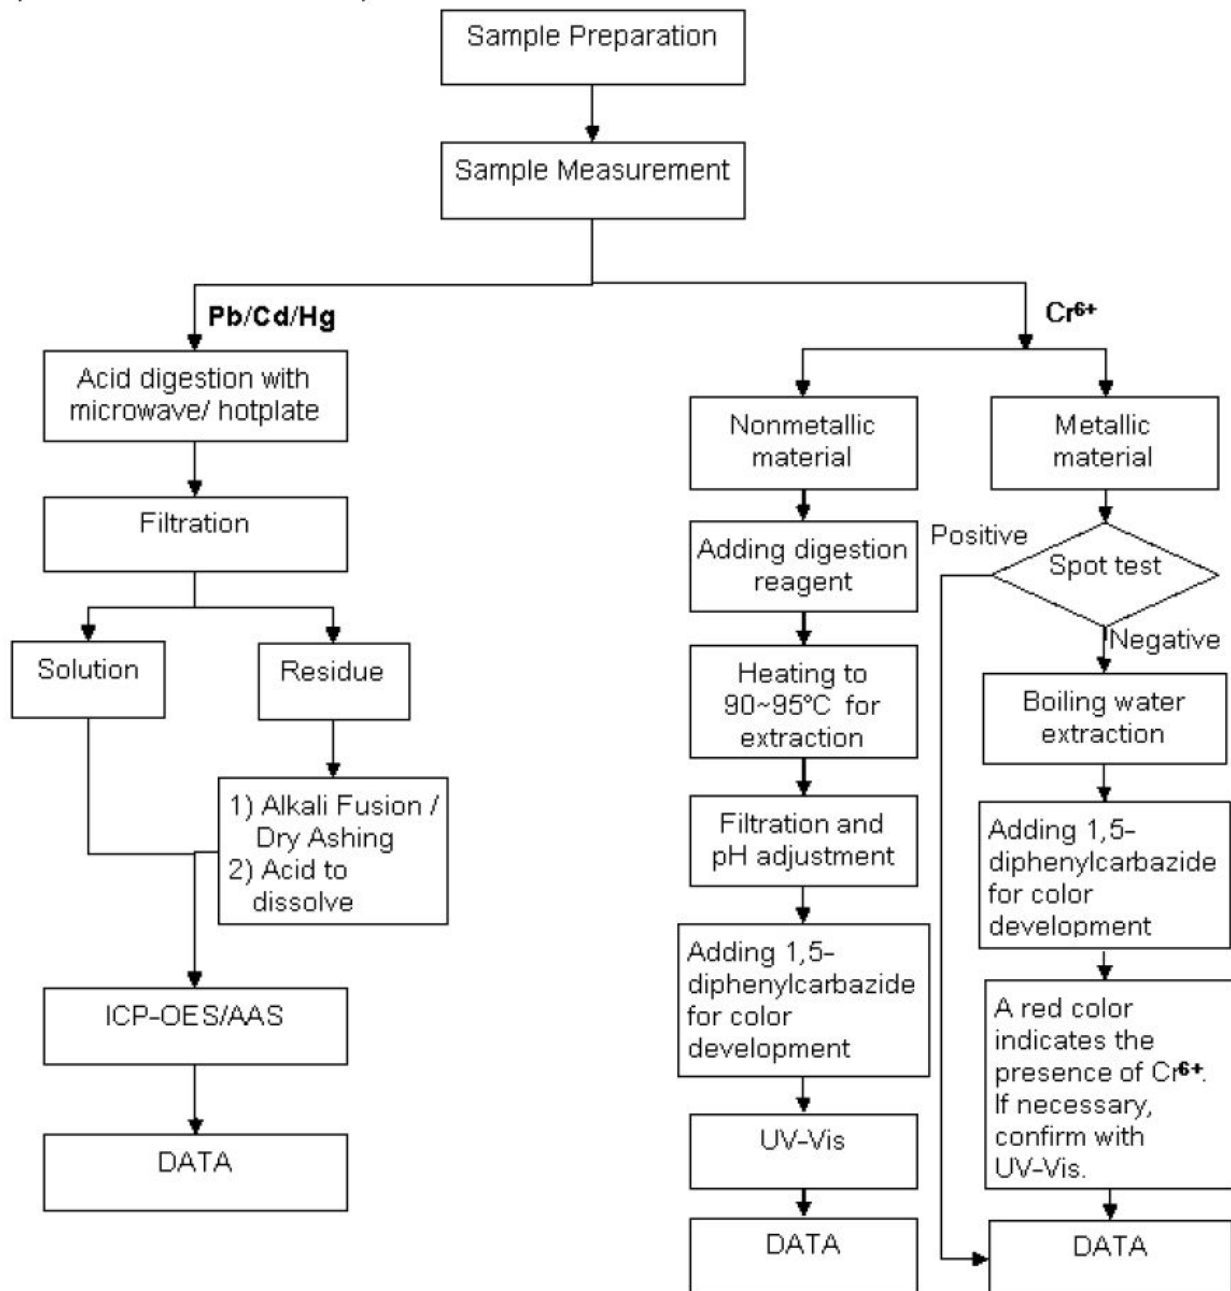 Sample Preparation
Sample Measurement
Pb/Cd/Hg
Acid digestion with
microwave/ hotplate
Filtration
Solution
Residue
1) Alkali Fusion /
Dry Ashing
2) Acid to
dissolve
ICP-OES/AAS
DATA
Cr⁶⁺
Nonmetallic
material
Adding digestion
reagent
Heating to
90~95°C for
extraction
Filtration and
pH adjustment
Adding 1,5-
diphenylcarbazide
for color
development
UV-Vis
DATA
Metallic
material
Positive
Spot test
Negative
Boiling water
extraction
Adding 1,5-
diphenylcarbazide
for color
development
A red color
indicates the
presence of Cr⁶⁺.
If necessary,
confirm with
UV-Vis.
DATA